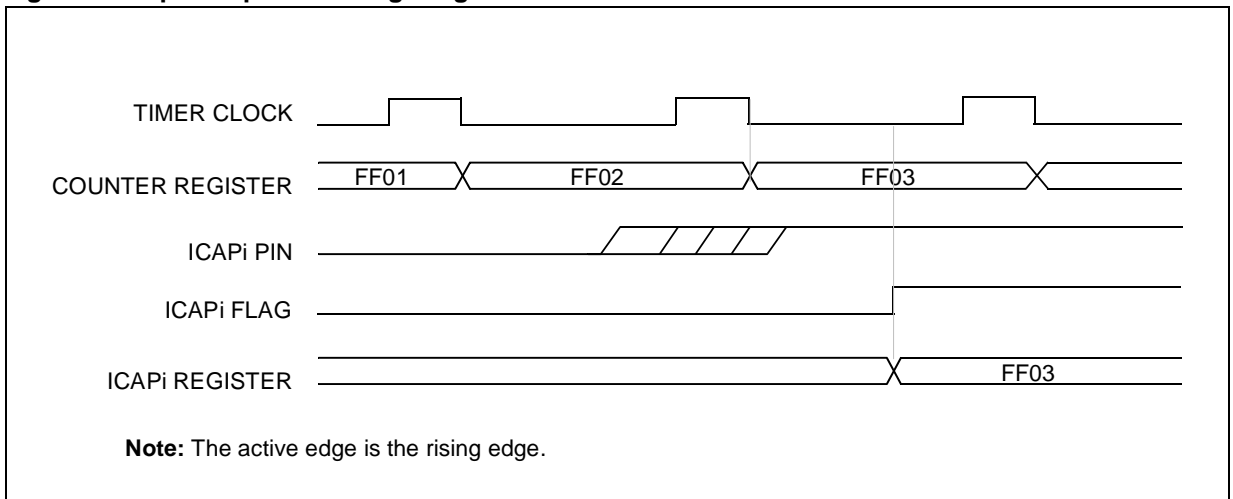 TIMER CLOCK
COUNTER REGISTER FF01 FF02 FF03
ICAPi PIN
ICAPi FLAG
ICAPi REGISTER FF03
Note: The active edge is the rising edge.